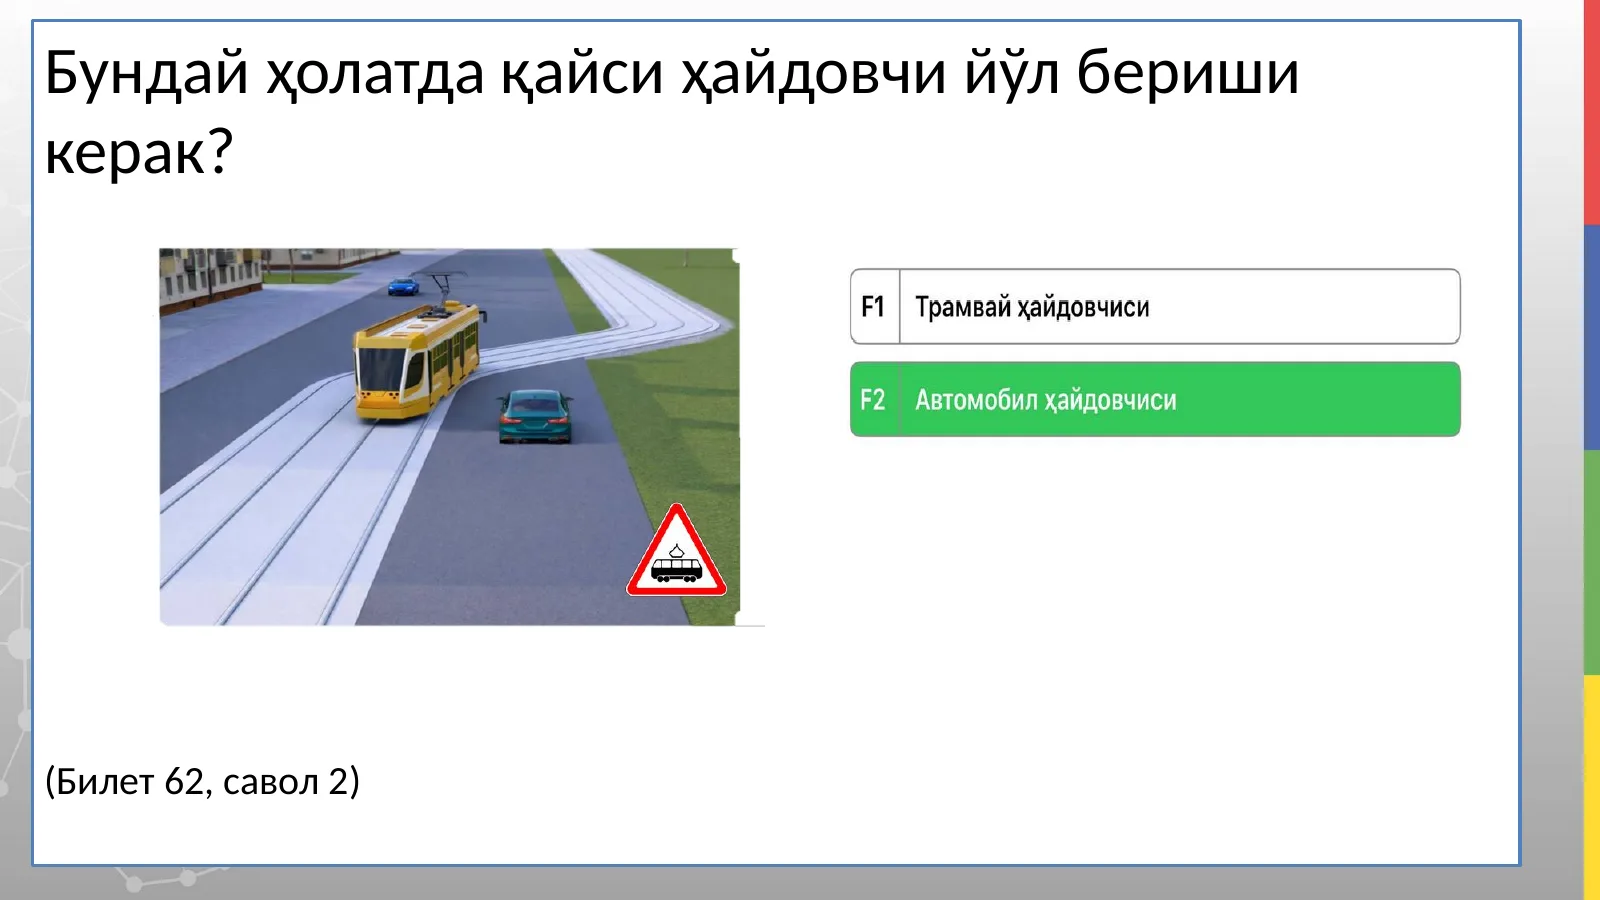 Бундай ҳолатда қайси ҳайдовчи йўл бериши
керак?
F1 Трамвай ҳайдовчиси
F2 Автомобил ҳайдовчиси
(Билет 62, савол 2)